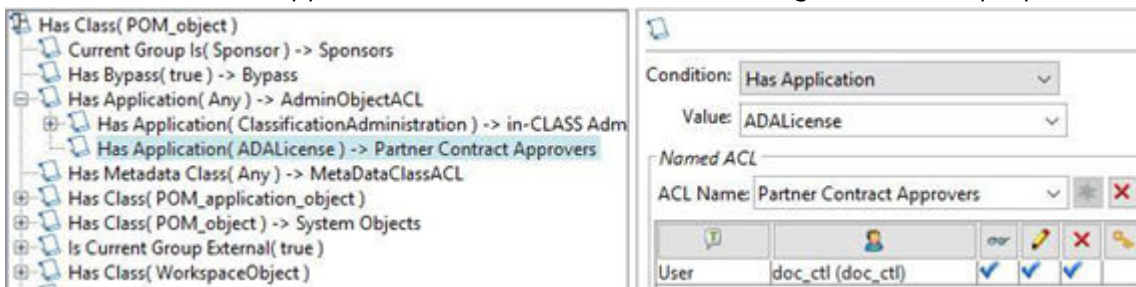 Has Class( POM_object )
Current Group Is( Sponsor ) -> Sponsors
Has Bypass( true ) -> Bypass
Has Application( Any ) -> AdminObjectACL
Has Application( ClassificationAdministration ) -> in-CLASS Adm
Has Application( ADALicense ) -> Partner Contract Approvers
Has Metadata Class( Any ) -> MetaDataClassACL
Has Class( POM_application_object )
Has Class( POM_object ) -> System Objects
Is Current Group External( true )
Has Class( WorkspaceObject )
Condition: Has Application
Value: ADALicense
Named ACL
ACL Name: Partner Contract Approvers
User doc_ctl (doc_ctl)